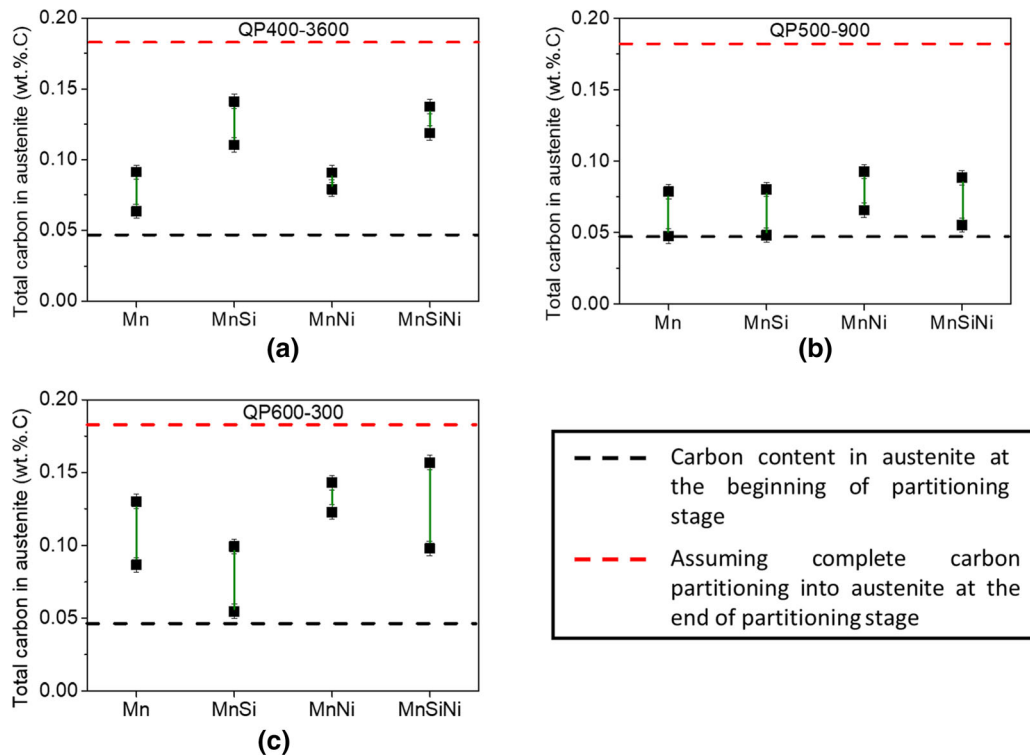 QP400-3600
Total carbon in austenite (wt.%.C)
0.20
0.15
0.10
0.05
0.00
Mn MnSi MnNi MnSiNi
(a)
QP500-900
Total carbon in austenite (wt.%.C)
0.20
0.15
0.10
0.05
0.00
Mn MnSi MnNi MnSiNi
(b)
QP600-300
Total carbon in austenite (wt.%.C)
0.20
0.15
0.10
0.05
0.00
Mn MnSi MnNi MnSiNi
(c)
Carbon content in austenite at
the beginning of partitioning
stage
Assuming complete carbon
partitioning into austenite at the
end of partitioning stage